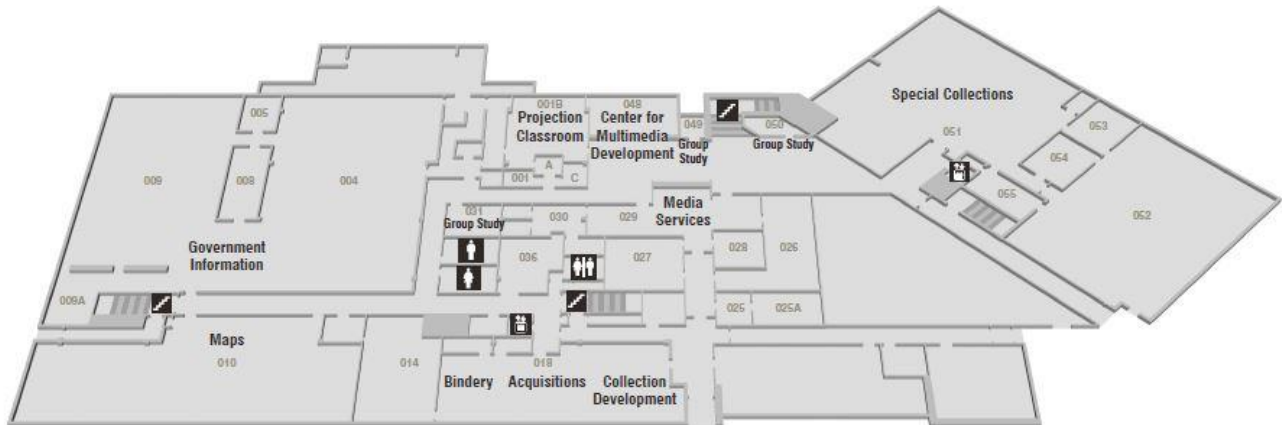 Special Collections
005
001B
048
Projection
Classroom
Center for
Multimedia
Development
049
Group
Study
050
Group Study
051
053
054
055
052
009
008
004
001
A
C
Government
Information
031
Group Study
030
029
Media
Services
036
027
028
026
009A
025
025A
Maps
010
014
018
Bindery
Acquisitions
Collection
Development